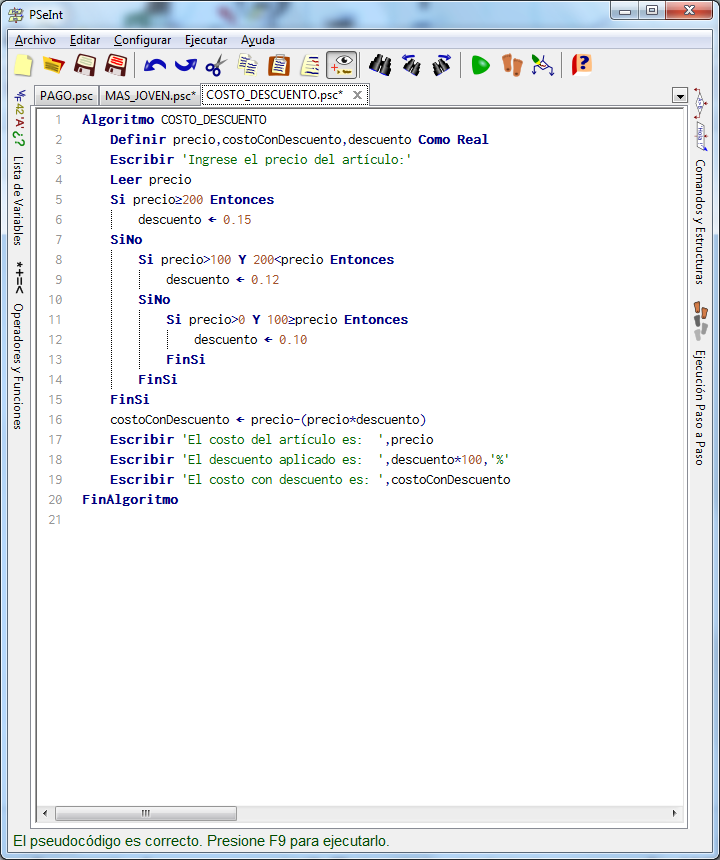 PSeInt
Archivo Editar Configurar Ejecutar Ayuda
PAGO.psc MAS_JOVEN.psc* COSTO_DESCUENTO.psc*
1 Algoritmo COSTO_DESCUENTO
2 Definir precio,costoConDescuento,descuento Como Real
3 Escribir 'Ingrese el precio del artículo:'
4 Leer precio
5 Si precio≥200 Entonces
6 descuento ← 0.15
7 SiNo
8 Si precio>100 Y 200<precio Entonces
9 descuento ← 0.12
10 SiNo
11 Si precio>0 Y 100≥precio Entonces
12 descuento ← 0.10
13 FinSi
14 FinSi
15 FinSi
16 costoConDescuento ← precio-(precio*descuento)
17 Escribir 'El costo del artículo es:  ',precio
18 Escribir 'El descuento aplicado es:  ',descuento*100,'%'
19 Escribir 'El costo con descuento es: ',costoConDescuento
20 FinAlgoritmo
21
42 'A' ¿?
Lista de Variables
*+=<
Operadores y Funciones
Comandos y Estructuras
Ejecución Paso a Paso
El pseudocódigo es correcto. Presione F9 para ejecutarlo.